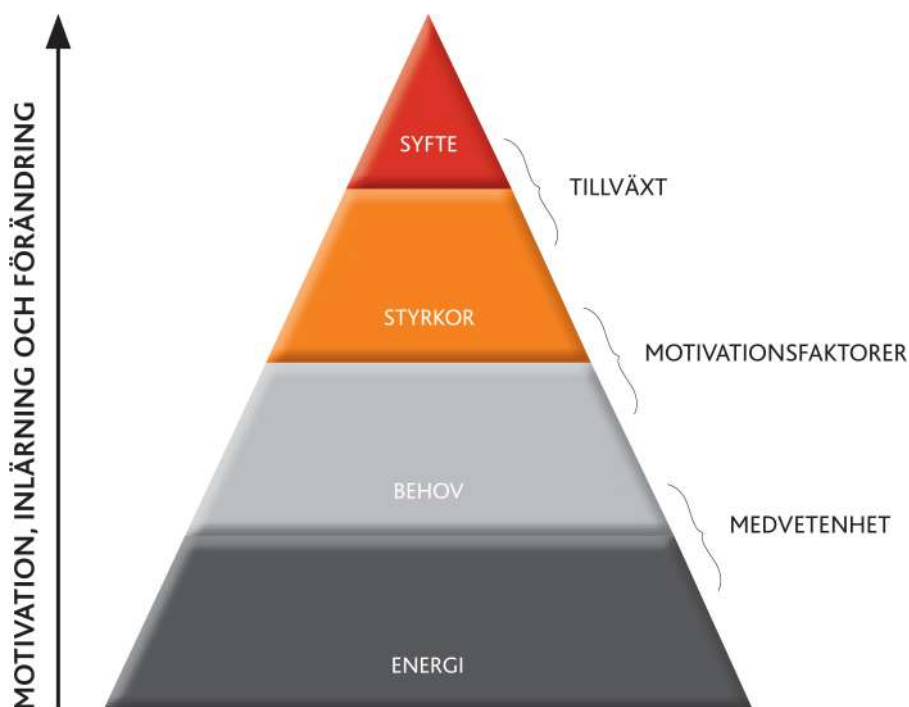 MOTIVATION, INLÄRNING OCH FÖRÄNDRING
SYFTE
TILLVÄXT
STYRKOR
MOTIVATIONSFAKTORER
BEHOV
MEDVETENHET
ENERGI